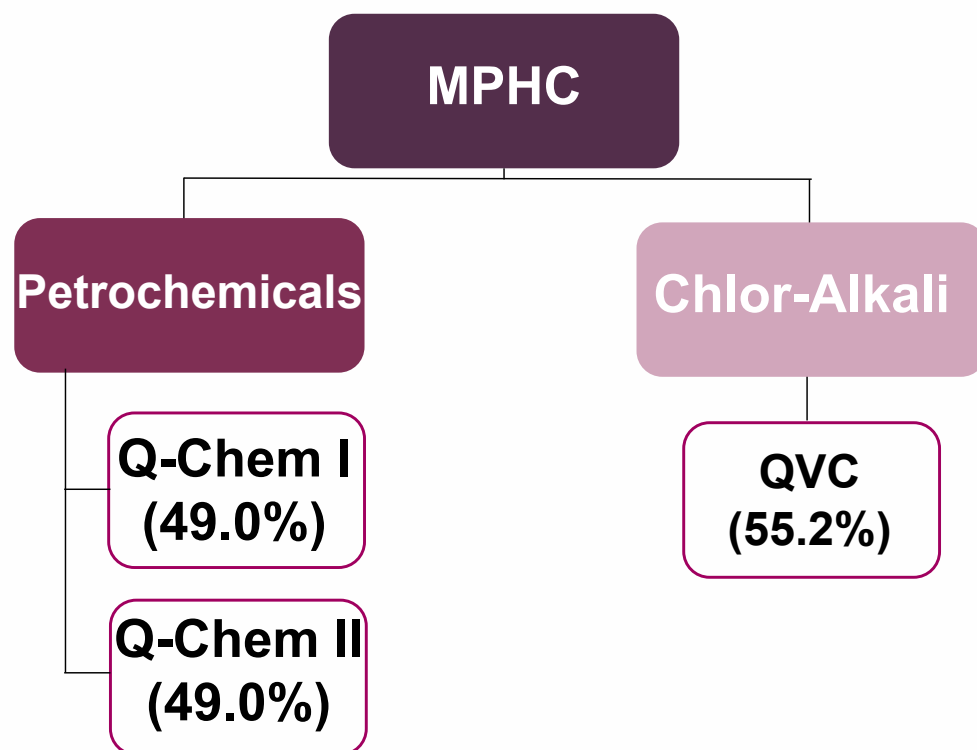 MPHC
Petrochemicals
Chlor-Alkali
Q-Chem I
(49.0%)
QVC
(55.2%)
Q-Chem II
(49.0%)